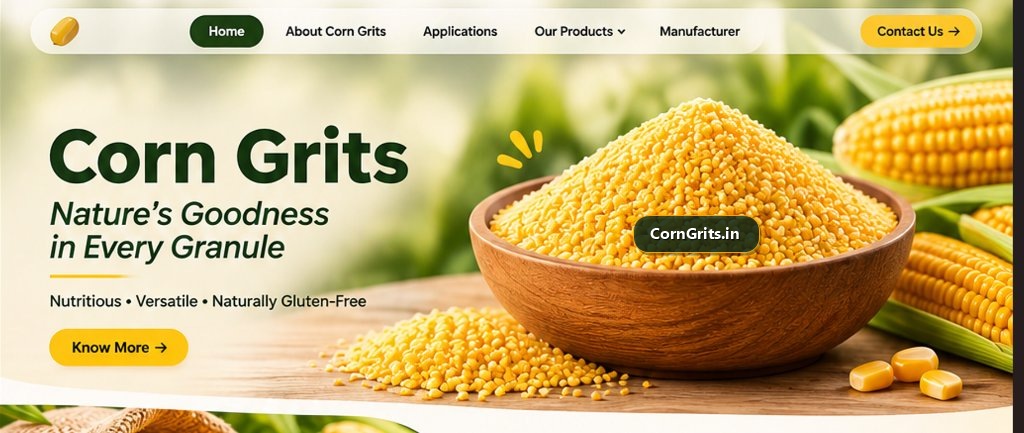 Home
About Corn Grits
Applications
Our Products
Manufacturer
Contact Us →
Corn Grits
Nature's Goodness
in Every Granule
Nutritious • Versatile • Naturally Gluten-Free
Know More →
CornGrits.in